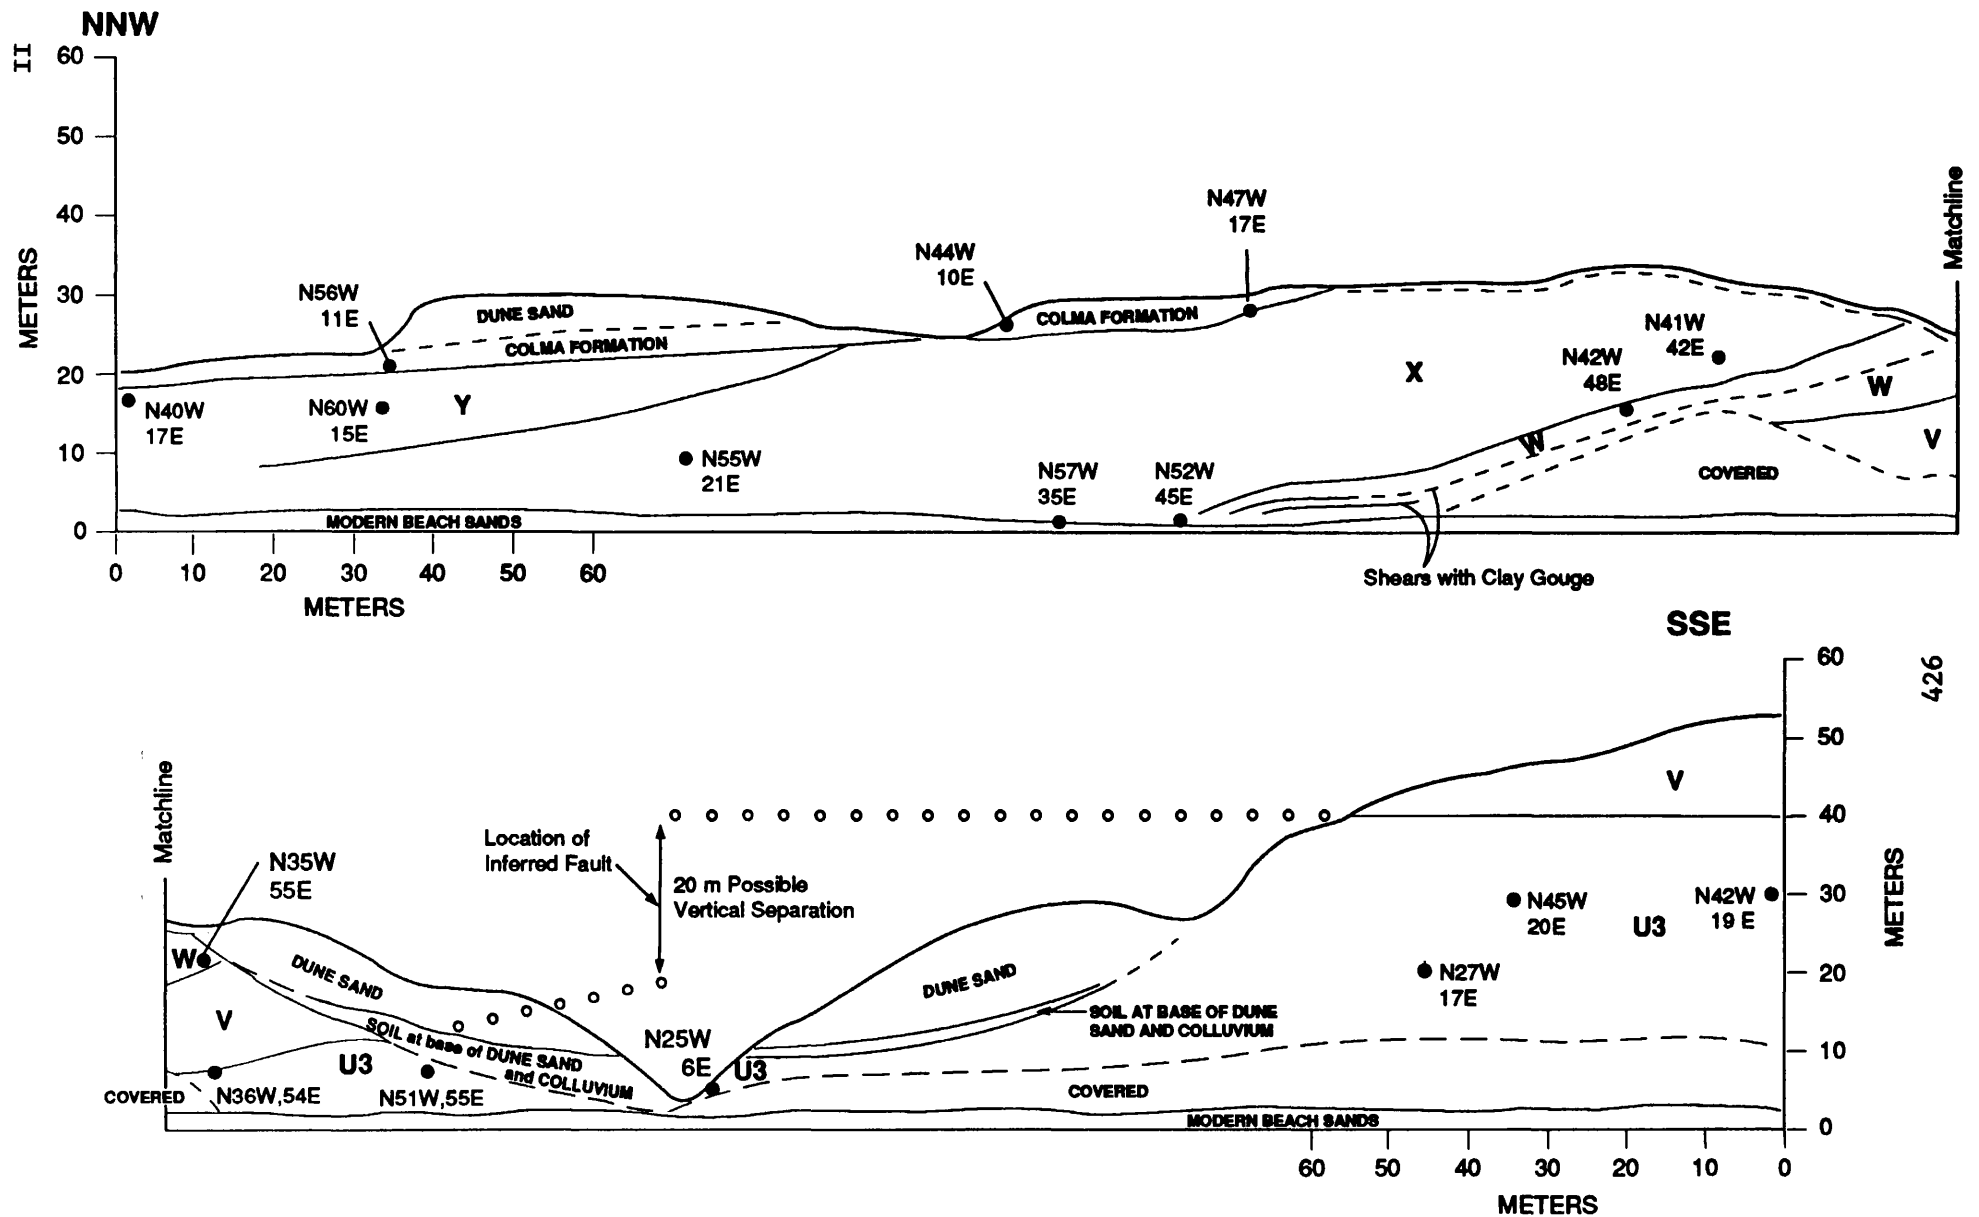 NNW
II
60
50
40
30
20
10
0
METERS
N56W
11E
DUNE SAND
COLMA FORMATION
N40W
17E
N60W
15E
Y
N55W
21E
N44W
10E
COLMA FORMATION
N47W
17E
X
N41W
42E
N42W
48E
W
W
V
COVERED
N57W
35E
N52W
45E
MODERN BEACH SANDS
Shears with Clay Gouge
Matchline
0 10 20 30 40 50 60
METERS
SSE
426
Matchline
N35W
55E
W
V
U3
COVERED
N36W,54E
N51W,55E
DUNE SAND
SOIL at base of DUNE SAND
and COLLUVIUM
Location of
Inferred Fault
20 m Possible
Vertical Separation
N25W
6E
U3
DUNE SAND
SOIL AT BASE OF DUNE
SAND AND COLLUVIUM
COVERED
MODERN BEACH SANDS
V
N45W
20E
U3
N42W
19 E
N27W
17E
60
50
40
30
20
10
0
METERS
60 50 40 30 20 10 0
METERS